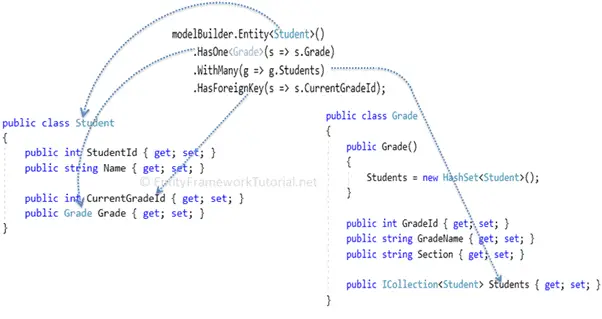 modelBuilder.Entity<Student>()
.HasOne<Grade>(s => s.Grade)
.WithMany(g => g.Students)
.HasForeignKey(s => s.CurrentGradeId);
public class Student
{
public int StudentId { get; set; }
public string Name { get; set; }
© EntityFrameworkTutorial.net
public int CurrentGradeId { get; set; }
public Grade Grade { get; set; }
}
public class Grade
{
public Grade()
{
Students = new HashSet<Student>();
}
public int GradeId { get; set; }
public string GradeName { get; set; }
public string Section { get; set; }
public ICollection<Student> Students { get; set; }
}